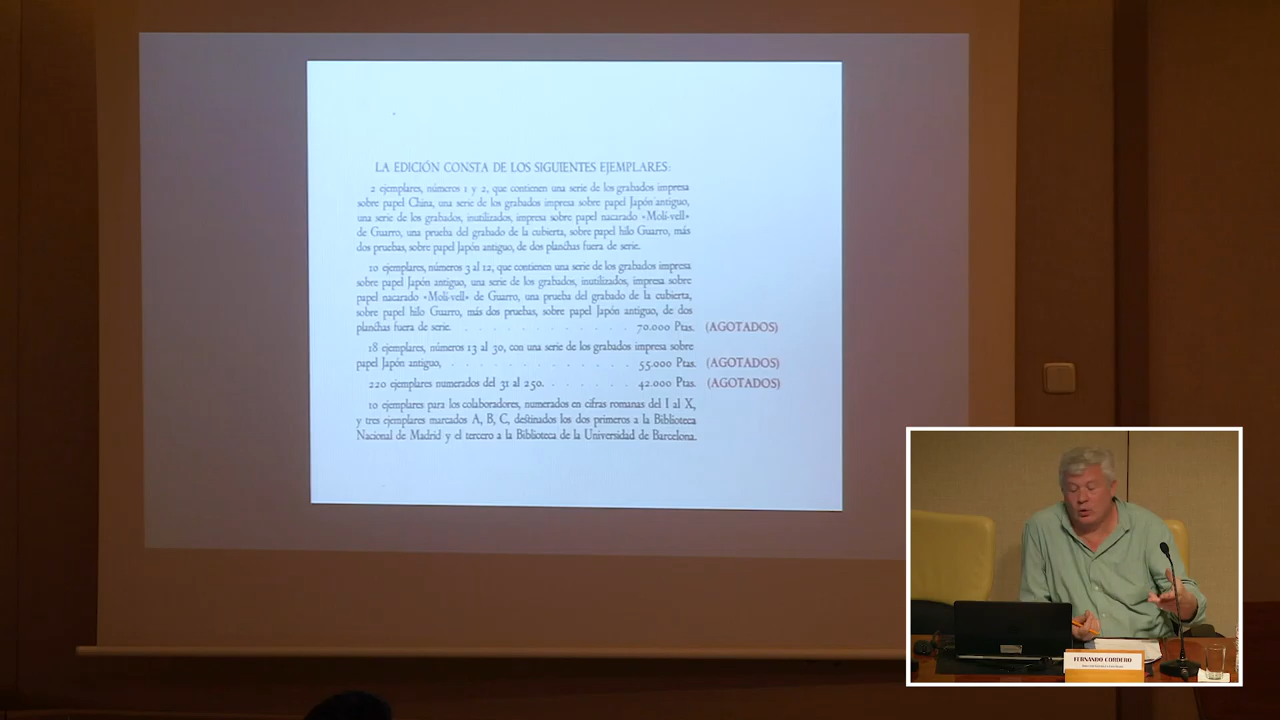 LA EDICIÓN CONSTA DE LOS SIGUIENTES EJEMPLARES:
2 ejemplares, números 1 y 2, que contienen una serie de los grabados impresa
sobre papel China, una serie de los grabados impresa sobre papel Japón antiguo,
una serie de los grabados, inutilizados, impresa sobre papel nacarado «Molí-vell»
de Guarro, una prueba del grabado de la cubierta, sobre papel hilo Guarro, más
dos pruebas, sobre papel Japón antiguo, de dos planchas fuera de serie.
10 ejemplares, números 3 al 12, que contienen una serie de los grabados impresa
sobre papel Japón antiguo, una serie de los grabados, inutilizados, impresa sobre
papel nacarado «Molí-vell» de Guarro, una prueba del grabado de la cubierta,
sobre papel hilo Guarro, más dos pruebas, sobre papel Japón antiguo, de dos
planchas fuera de serie. . . . . . . . . . . . . 70.000 Ptas. (AGOTADOS)
18 ejemplares, números 13 al 30, con una serie de los grabados impresa sobre
papel Japón antiguo, . . . . . . . . . . . . . 55.000 Ptas. (AGOTADOS)
220 ejemplares numerados del 31 al 250. . . . . . . 42.000 Ptas. (AGOTADOS)
10 ejemplares para los colaboradores, numerados en cifras romanas del I al X,
y tres ejemplares marcados A, B, C, destinados los dos primeros a la Biblioteca
Nacional de Madrid y el tercero a la Biblioteca de la Universidad de Barcelona.
FERNANDO CORDERO